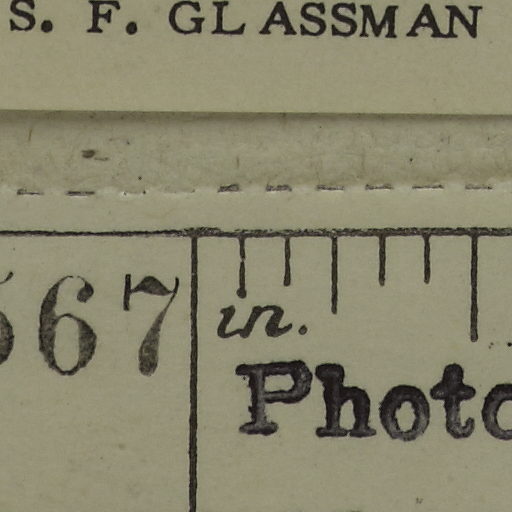 S. F. GLASSMAN
567
in.
Photo